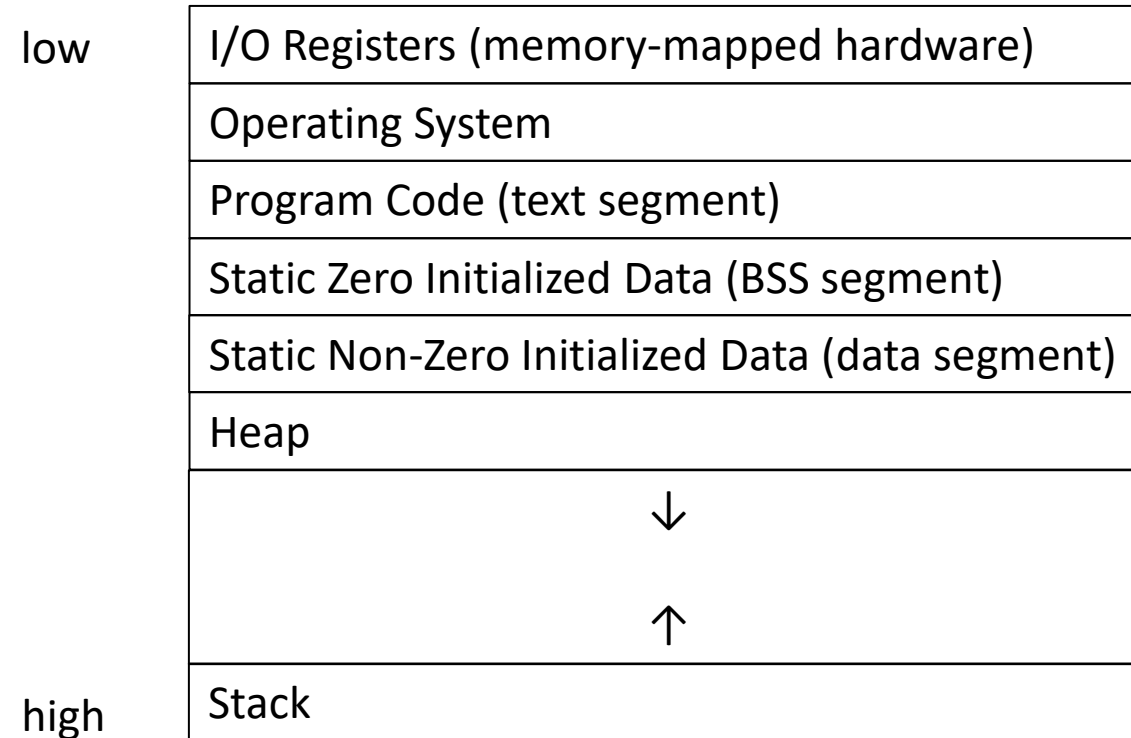 low
I/O Registers (memory-mapped hardware)
Operating System
Program Code (text segment)
Static Zero Initialized Data (BSS segment)
Static Non-Zero Initialized Data (data segment)
Heap
↓
↑
high
Stack